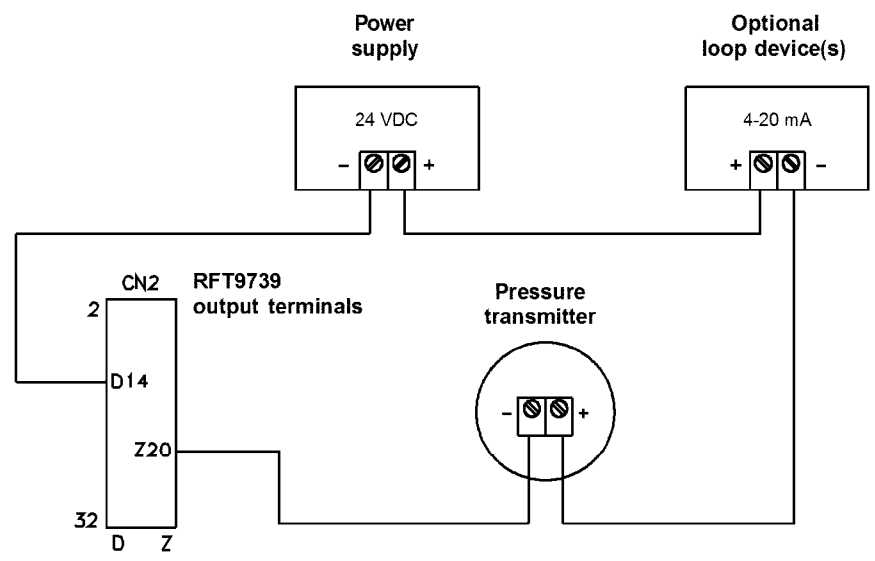 Power
supply
Optional
loop device(s)
24 VDC
- +
4-20 mA
+ -
CN2
RFT9739
output terminals
2
Pressure
transmitter
D14
- +
Z20
32
D Z